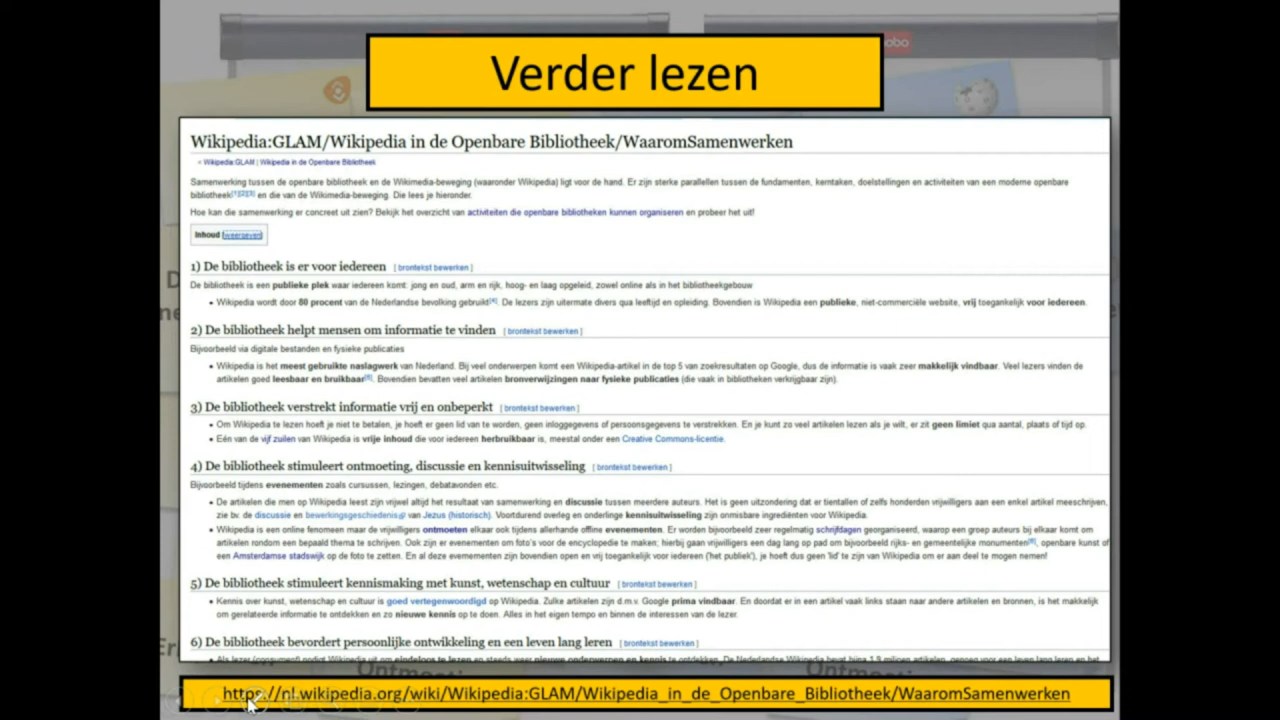 Verder lezen
Wikipedia:GLAM/Wikipedia in de Openbare Bibliotheek/WaaromSamenwerken
< Wikipedia:GLAM | Wikipedia in de Openbare Bibliotheek
Samenwerking tussen de openbare bibliotheek en de Wikimedia-beweging (waaronder Wikipedia) ligt voor de hand. Er zijn sterke parallellen tussen de fundamenten, kerntaken, doelstellingen en activiteiten van een moderne openbare
bibliotheek[1][2][3] en die van de Wikimedia-beweging. Die lees je hieronder.
Hoe kan die samenwerking er concreet uit zien? Bekijk het overzicht van activiteiten die openbare bibliotheken kunnen organiseren en probeer het uit!
Inhoud [weergeven]
1) De bibliotheek is er voor iedereen [ brontekst bewerken ]
De bibliotheek is een publieke plek waar iedereen komt: jong en oud, arm en rijk, hoog- en laag opgeleid, zowel online als in het bibliotheekgebouw
• Wikipedia wordt door 80 procent van de Nederlandse bevolking gebruikt[4]. De lezers zijn uitermate divers qua leeftijd en opleiding. Bovendien is Wikipedia een publieke, niet-commerciële website, vrij toegankelijk voor iedereen.
2) De bibliotheek helpt mensen om informatie te vinden [ brontekst bewerken ]
Bijvoorbeeld via digitale bestanden en fysieke publicaties
• Wikipedia is het meest gebruikte naslagwerk van Nederland. Bij veel onderwerpen komt een Wikipedia-artikel in de top 5 van zoekresultaten op Google, dus de informatie is vaak zeer makkelijk vindbaar. Veel lezers vinden de
artikelen goed leesbaar en bruikbaar[5]. Bovendien bevatten veel artikelen bronverwijzingen naar fysieke publicaties (die vaak in bibliotheken verkrijgbaar zijn).
3) De bibliotheek verstrekt informatie vrij en onbeperkt [ brontekst bewerken ]
• Om Wikipedia te lezen hoef je niet te betalen, je hoeft er geen lid van te worden, geen inloggegevens of persoonsgegevens te verstrekken. En je kunt zo veel artikelen lezen als je wilt, er zit geen limiet qua aantal, plaats of tijd op.
• Eén van de vijf zuilen van Wikipedia is vrije inhoud die voor iedereen herbruikbaar is, meestal onder een Creative Commons-licentie.
4) De bibliotheek stimuleert ontmoeting, discussie en kennisuitwisseling [ brontekst bewerken ]
Bijvoorbeeld tijdens evenementen zoals cursussen, lezingen, debatavonden etc.
• De artikelen die men op Wikipedia leest zijn vrijwel altijd het resultaat van samenwerking en discussie tussen meerdere auteurs. Het is geen uitzondering dat er tientallen of zelfs honderden vrijwilligers aan een enkel artikel meeschrijven,
zie bv. de discussie en bewerkingsgeschiedenis van Jezus (historisch). Voortdurend overleg en onderlinge kennisuitwisseling zijn onmisbare ingrediënten voor Wikipedia.
• Wikipedia is een online fenomeen maar de vrijwilligers ontmoeten elkaar ook tijdens allerhande offline evenementen. Er worden bijvoorbeeld zeer regelmatig schrijfdagen georganiseerd, waarop een groep auteurs bij elkaar komt om
artikelen rondom een bepaald thema te schrijven. Ook zijn er evenementen om foto's voor de encyclopedie te maken; hierbij gaan vrijwilligers een dag lang op pad om bijvoorbeeld rijks- en gemeentelijke monumenten[6], openbare kunst of
een Amsterdamse stadswijk op de foto te zetten. En al deze evemementen zijn bovendien open en vrij toegankelijk voor iedereen ('het publiek'), je hoeft dus geen 'lid' te zijn van Wikipedia om er aan deel te mogen nemen!
5) De bibliotheek stimuleert kennismaking met kunst, wetenschap en cultuur [ brontekst bewerken ]
• Kennis over kunst, wetenschap en cultuur is goed vertegenwoordigd op Wikipedia. Zulke artikelen zijn d.m.v. Google prima vindbaar. En doordat er in een artikel vaak links staan naar andere artikelen en bronnen, is het makkelijk
om gerelateerde informatie te ontdekken en zo nieuwe kennis op te doen. Alles in het eigen tempo en binnen de interesses van de lezer.
6) De bibliotheek bevordert persoonlijke ontwikkeling en een leven lang leren [ brontekst bewerken ]
https://nl.wikipedia.org/wiki/Wikipedia:GLAM/Wikipedia_in_de_Openbare_Bibliotheek/WaaromSamenwerken